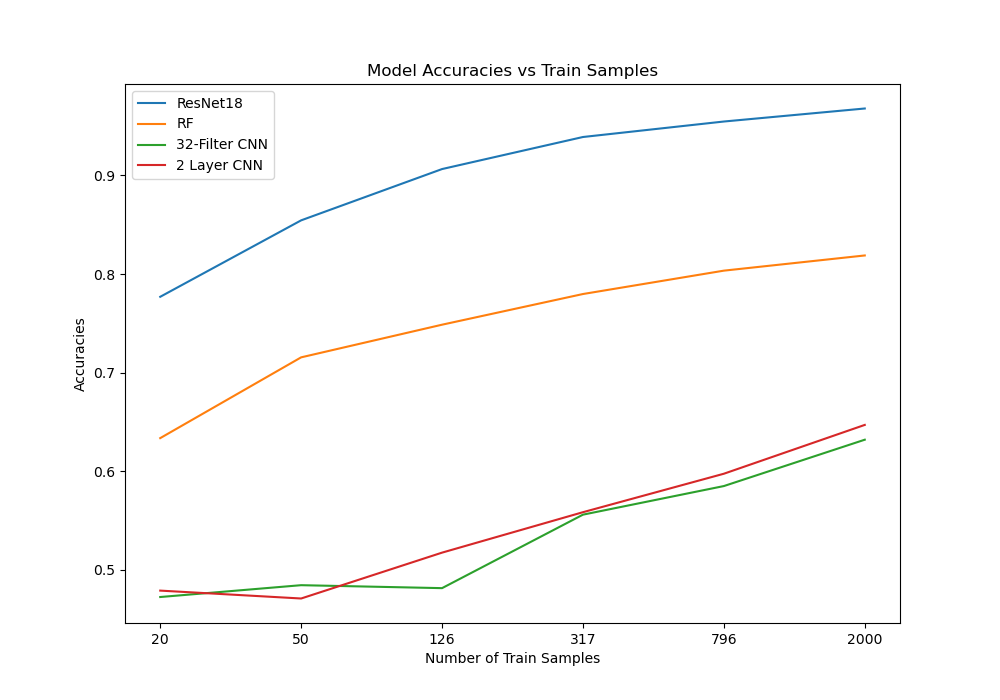 Model Accuracies vs Train Samples
ResNet18
RF
32-Filter CNN
2 Layer CNN
Accuracies
0.9
0.8
0.7
0.6
0.5
20 50 126 317 796 2000
Number of Train Samples